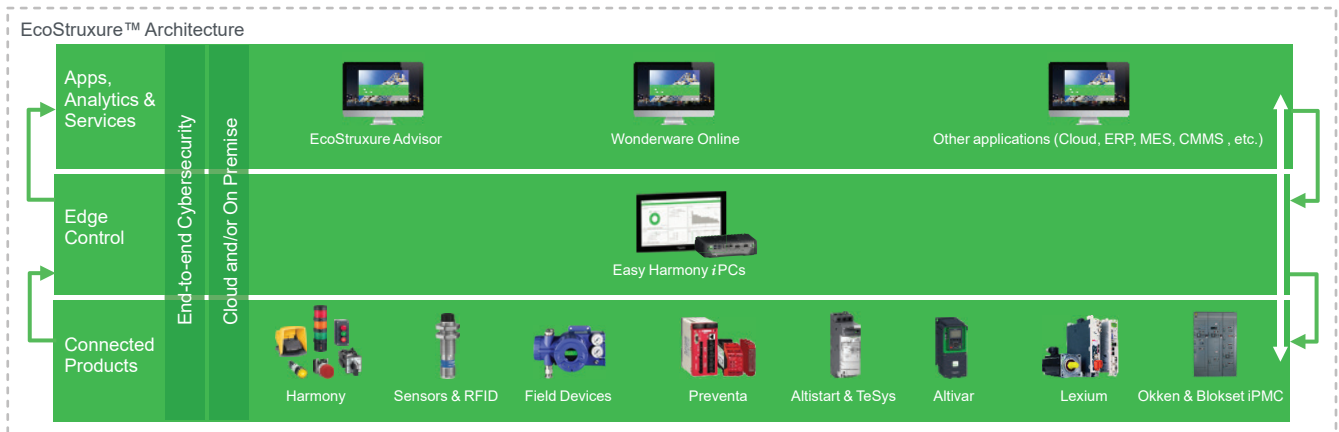 EcoStruxure™ Architecture
Apps,
Analytics &
Services
End-to-end Cybersecurity
Cloud and/or On Premise
EcoStruxure Advisor
Wonderware Online
Other applications (Cloud, ERP, MES, CMMS , etc.)
Edge
Control
Easy Harmony iPCs
Connected
Products
Harmony
Sensors & RFID
Field Devices
Preventa
Altistart & TeSys
Altivar
Lexium
Okken & Blokset iPMC